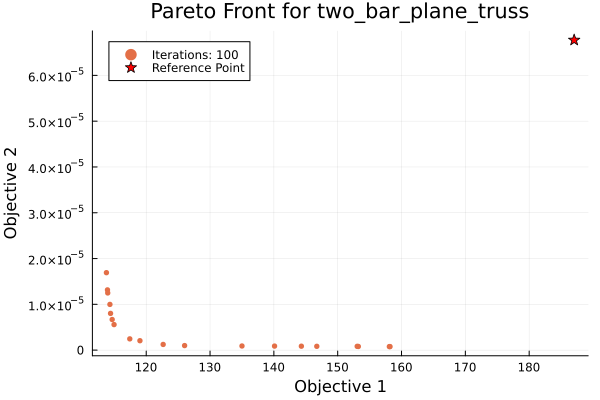 Pareto Front for two_bar_plane_truss
Iterations: 100
Reference Point
6.0×10⁻⁵
5.0×10⁻⁵
4.0×10⁻⁵
3.0×10⁻⁵
2.0×10⁻⁵
1.0×10⁻⁵
0
Objective 2
120 130 140 150 160 170 180
Objective 1